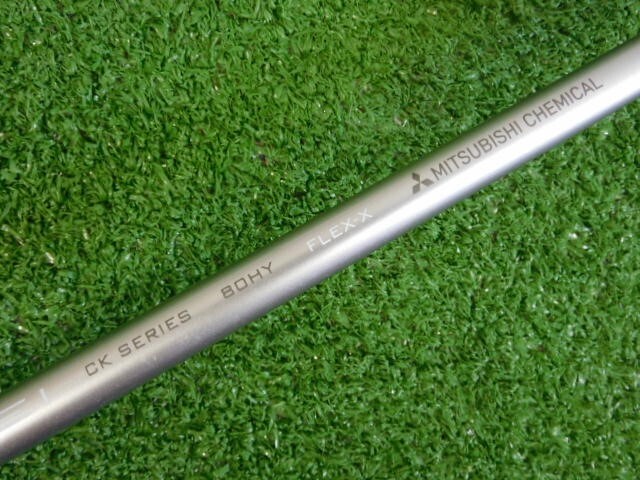 CK SERIES 80HY FLEX-X MITSUBISHI CHEMICAL